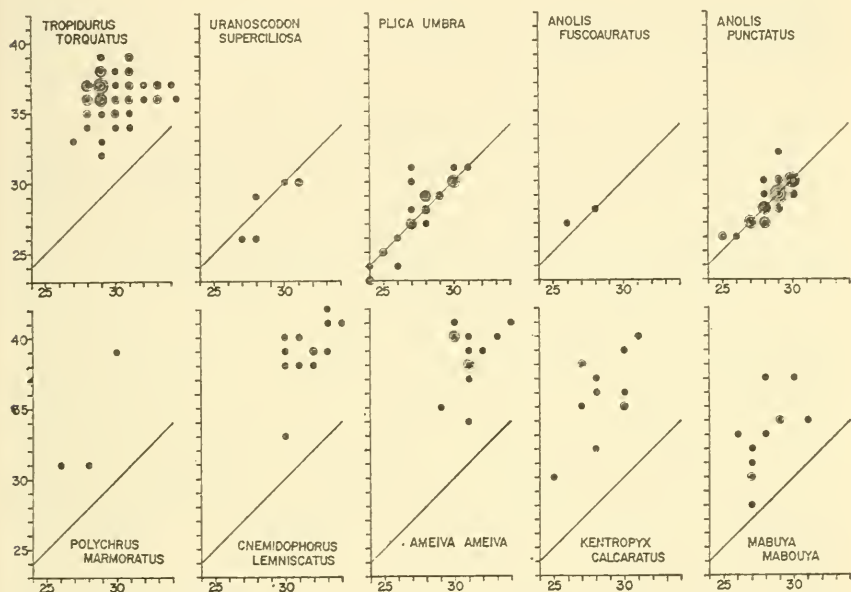 TROPIDURUS
TORQUATUS
URANOSCODON
SUPERCILIOSA
PLICA UMBRA
ANOLIS
FUSCOAURATUS
ANOLIS
PUNCTATUS
40
35
30
25
25 30
25 30
25 30
25 30
25 30
40
35
30
25
POLYCHRUS
MARMORATUS
CNEMIDOPHORUS
LEMNISCATUS
AMEIVA AMEIVA
KENTROPYX
CALCARATUS
MABUYA
MABOUYA
25 30
25 30
25 30
25 30
25 30